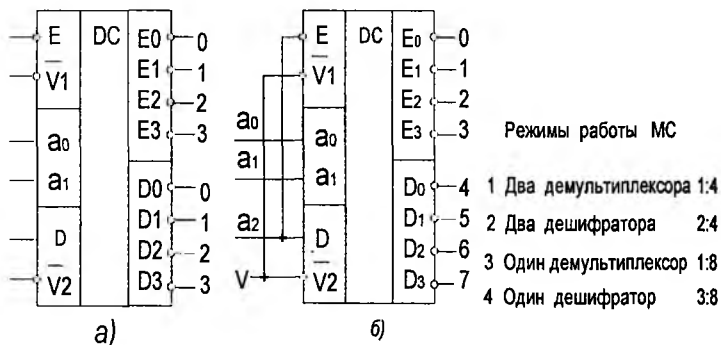 E DC E0 0
V1 E1 1
E2 2
a0 E3 3
a1 D0 0
D D1 1
D2 2
V2 D3 3
а)
E DC E0 0
V1 E1 1
E2 2
a0 a0 E3 3
a1 a1 D0 4
D1 5
a2 D D2 6
V V2 D3 7
б)
Режимы работы МС
1 Два демультиплексора 1:4
2 Два дешифратора 2:4
3 Один демультиплексор 1:8
4 Один дешифратор 3:8